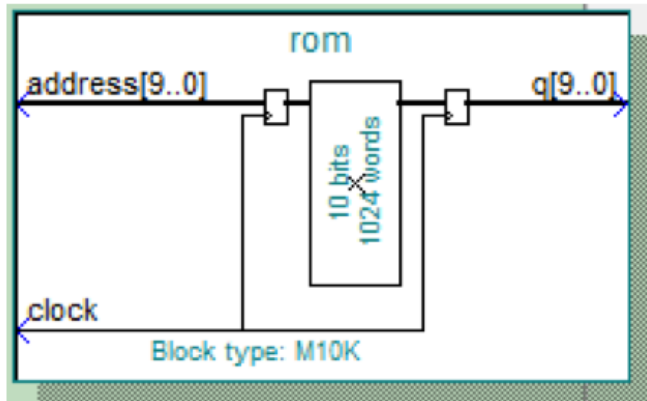 rom
address[9..0]
q[9..0]
10 bits
1024 words
clock
Block type: M10K